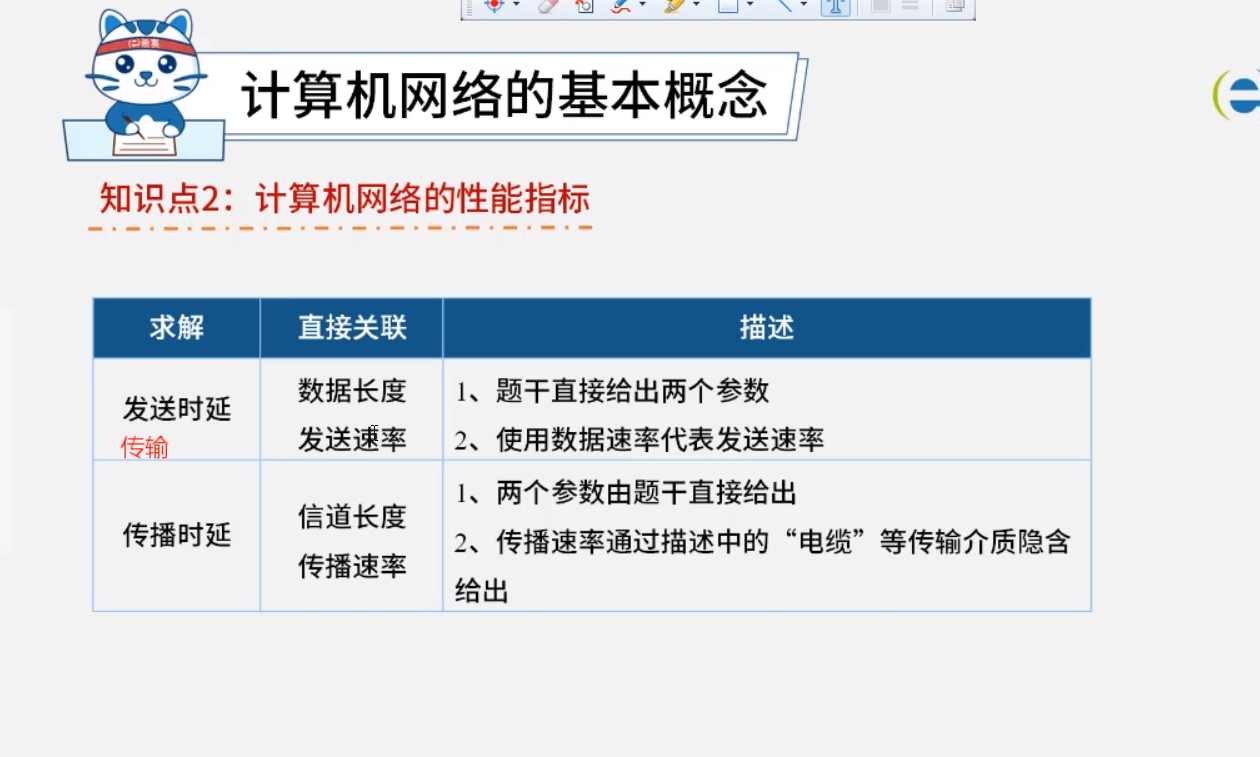 计算机网络的基本概念
知识点2：计算机网络的性能指标
求解
直接关联
描述
发送时延
传输
数据长度
发送速率
1、题干直接给出两个参数
2、使用数据速率代表发送速率
传播时延
信道长度
传播速率
1、两个参数由题干直接给出
2、传播速率通过描述中的“电缆”等传输介质隐含
给出